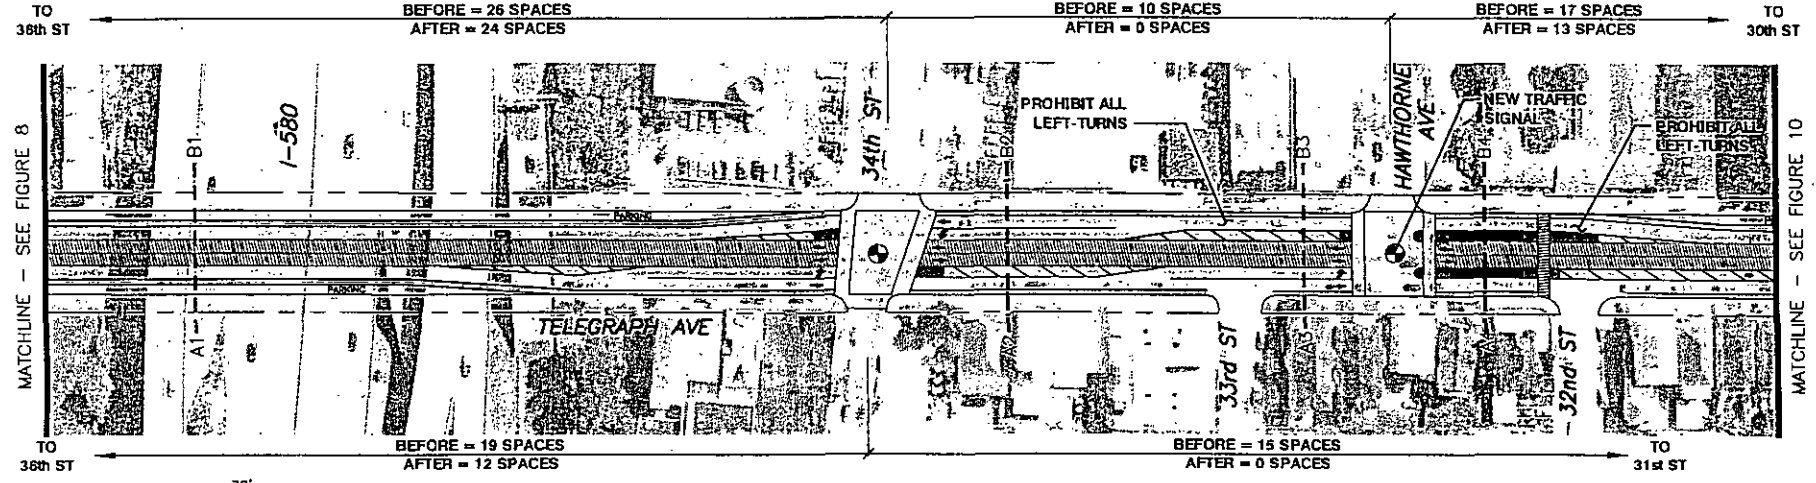 TO
36th ST
BEFORE = 26 SPACES
AFTER = 24 SPACES
BEFORE = 10 SPACES
AFTER = 0 SPACES
BEFORE = 17 SPACES
AFTER = 13 SPACES
TO
30th ST
MATCHLINE - SEE FIGURE 8
B1
I-580
34th ST
B2
PROHIBIT ALL
LEFT-TURNS
B3
HAWTHORNE
AVE
NEW TRAFFIC
SIGNAL
B4
PROHIBIT ALL
LEFT-TURNS
MATCHLINE - SEE FIGURE 10
PARKING
PARKING
A1
TELEGRAPH AVE
33rd ST
A3
32nd ST
TO
36th ST
BEFORE = 19 SPACES
AFTER = 12 SPACES
BEFORE = 15 SPACES
AFTER = 0 SPACES
TO
31st ST